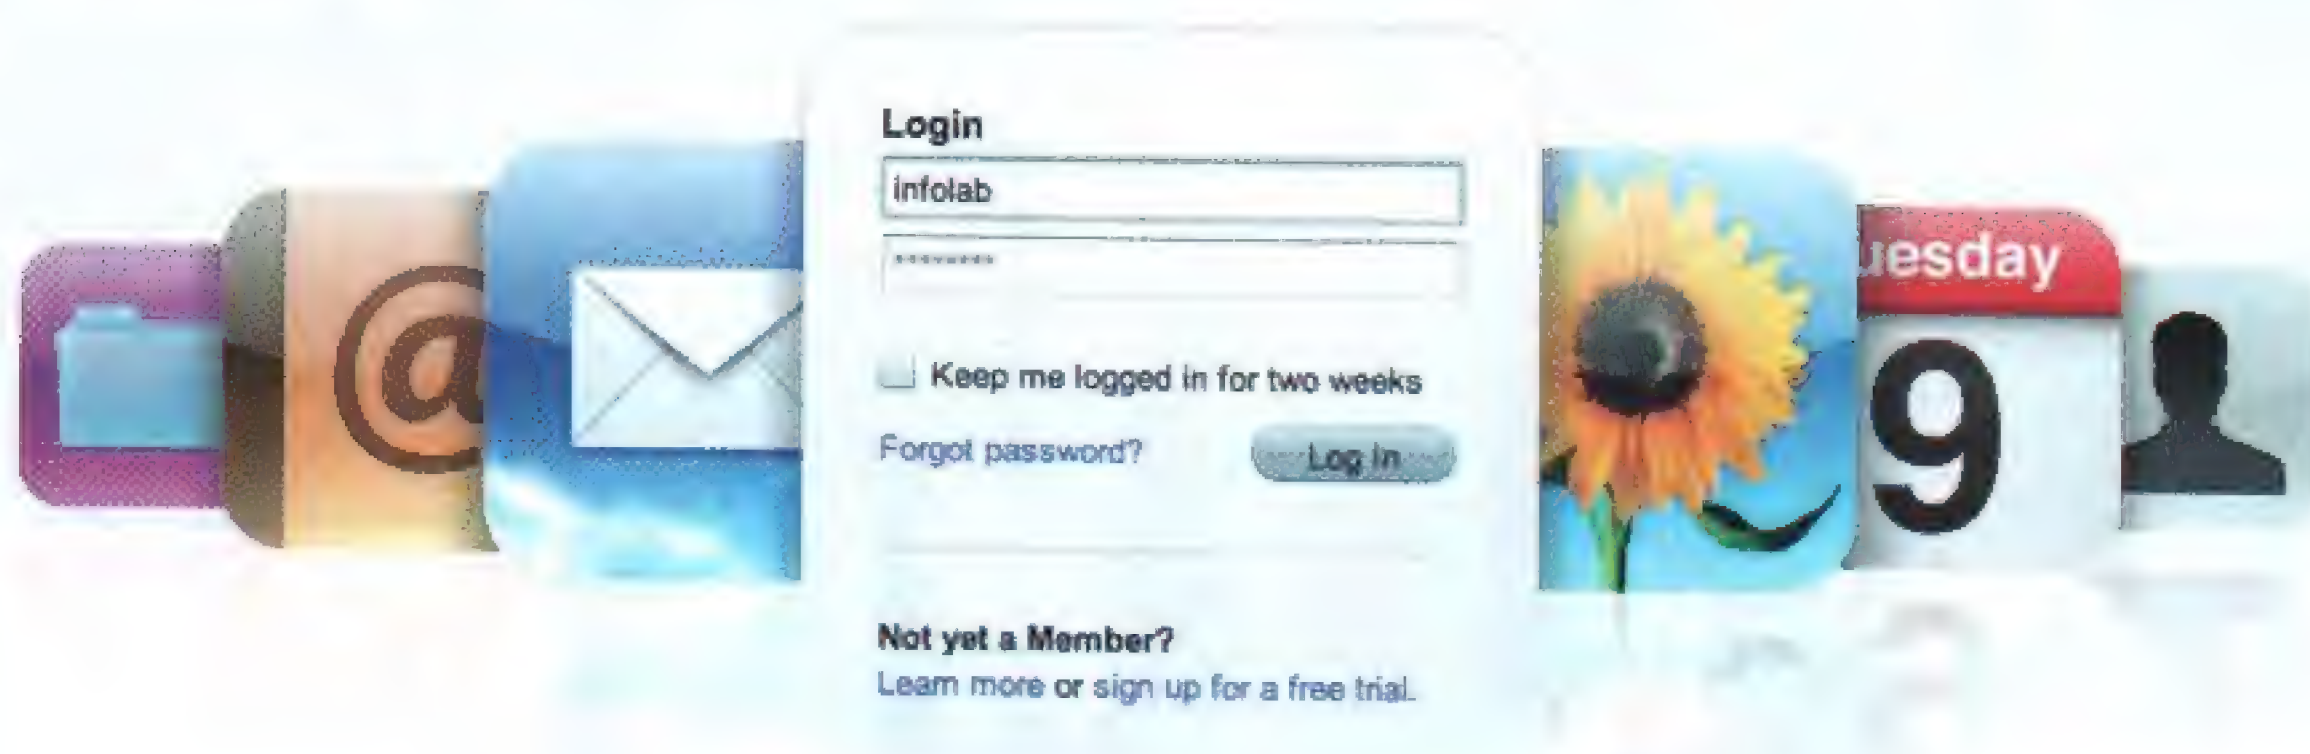 Login
infolab
********
Keep me logged in for two weeks
Forgot password?
Log In
Not yet a Member?
Learn more or sign up for a free trial.
@
uesday
9